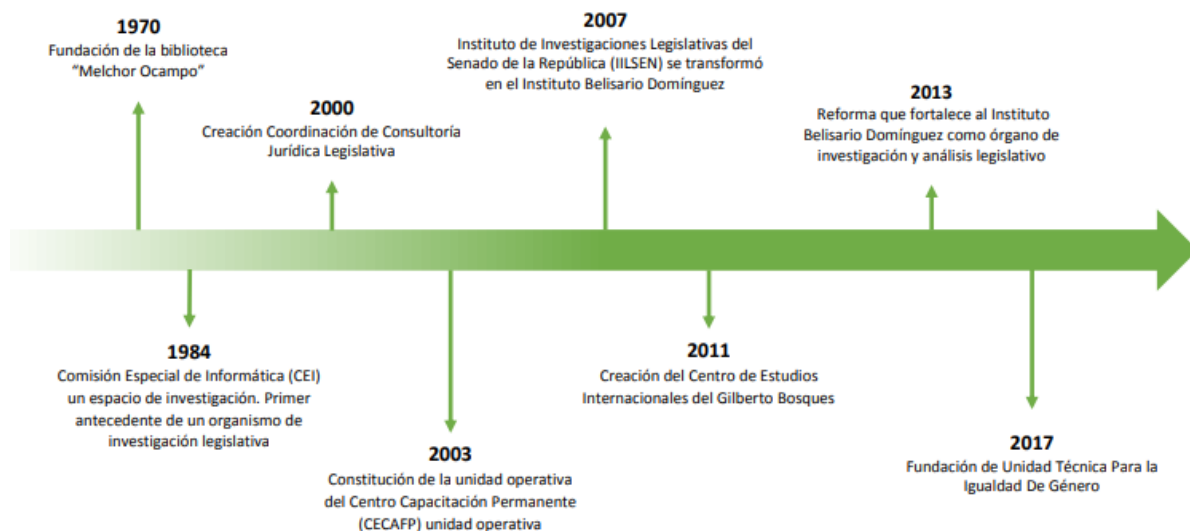 1970
Fundación de la biblioteca
“Melchor Ocampo”
1984
Comisión Especial de Informática (CEI)
un espacio de investigación. Primer
antecedente de un organismo de
investigación legislativa
2000
Creación Coordinación de Consultoría
Jurídica Legislativa
2003
Constitución de la unidad operativa
del Centro Capacitación Permanente
(CECAFP) unidad operativa
2007
Instituto de Investigaciones Legislativas del
Senado de la República (IILSEN) se transformó
en el Instituto Belisario Domínguez
2011
Creación del Centro de Estudios
Internacionales del Gilberto Bosques
2013
Reforma que fortalece al Instituto
Belisario Domínguez como órgano de
investigación y análisis legislativo
2017
Fundación de Unidad Técnica Para la
Igualdad De Género